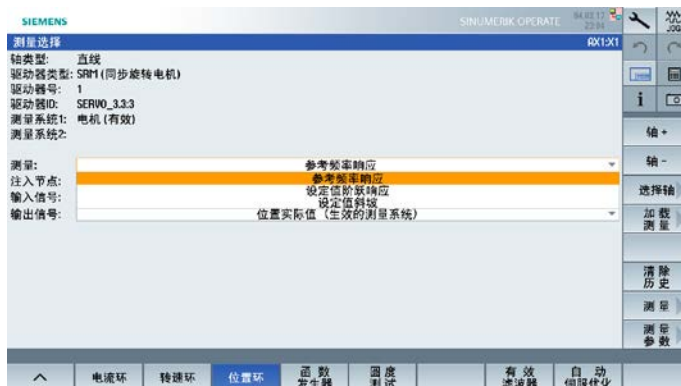 SIEMENS
SINUMERIK OPERATE
JOG
测量选择
AX1:X1
轴类型: 直线
驱动器类型: SRM (同步旋转电机)
驱动器号: 1
驱动器ID: SERVO_3.3:3
测量系统1: 电机 (有效)
测量系统2:
测量: 参考频率响应
注入节点: 参考频率响应
输入信号: 设定值阶跃响应
设定值斜坡
输出信号: 位置实际值 (生效的测量系统)
轴 +
轴 -
选择轴
加载
测量
清除
历史
测量
测量
参数
电流环
转速环
位置环
函数
发生器
圆度
测试
有效
滤波器
自动
伺服优化